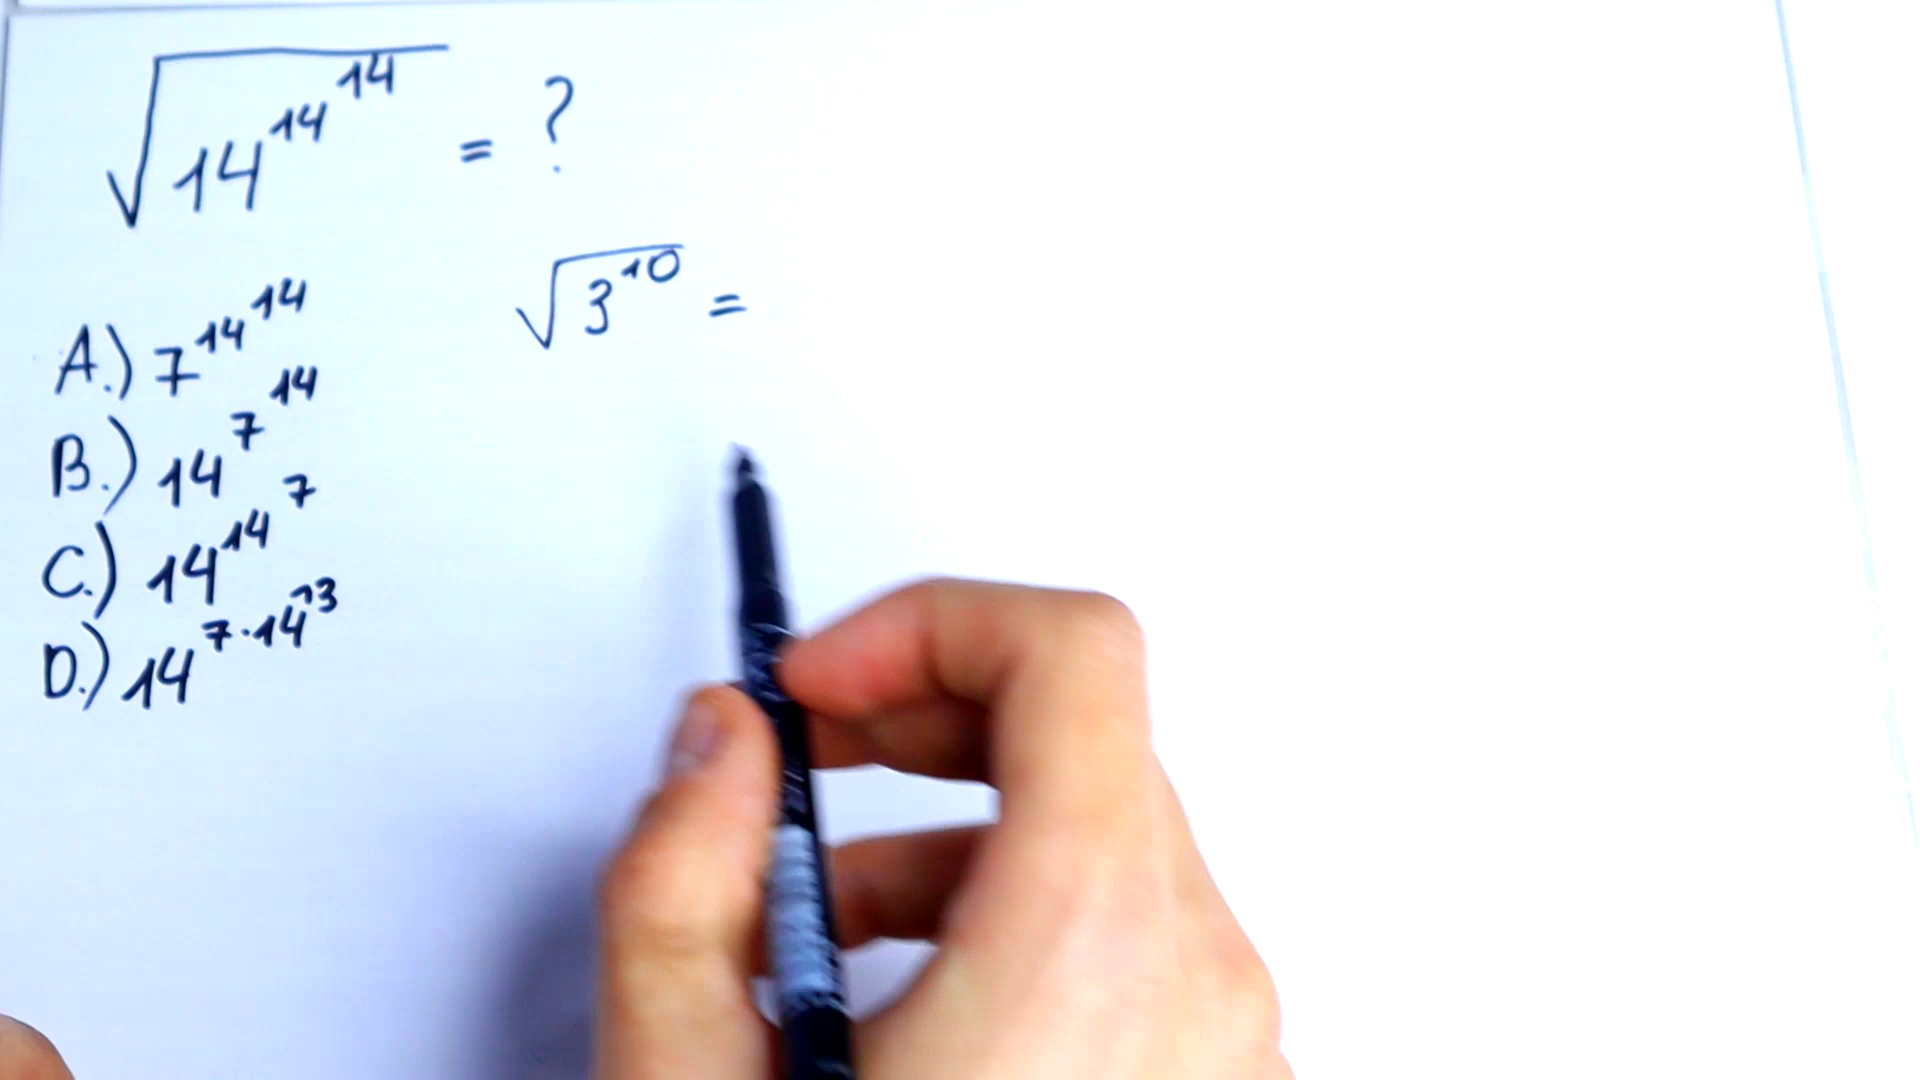 √14^14^14 = ?
√3^10 =
A.) 7^14^14
B.) 14^7^14
C.) 14^14^7
D.) 14^7·14^13